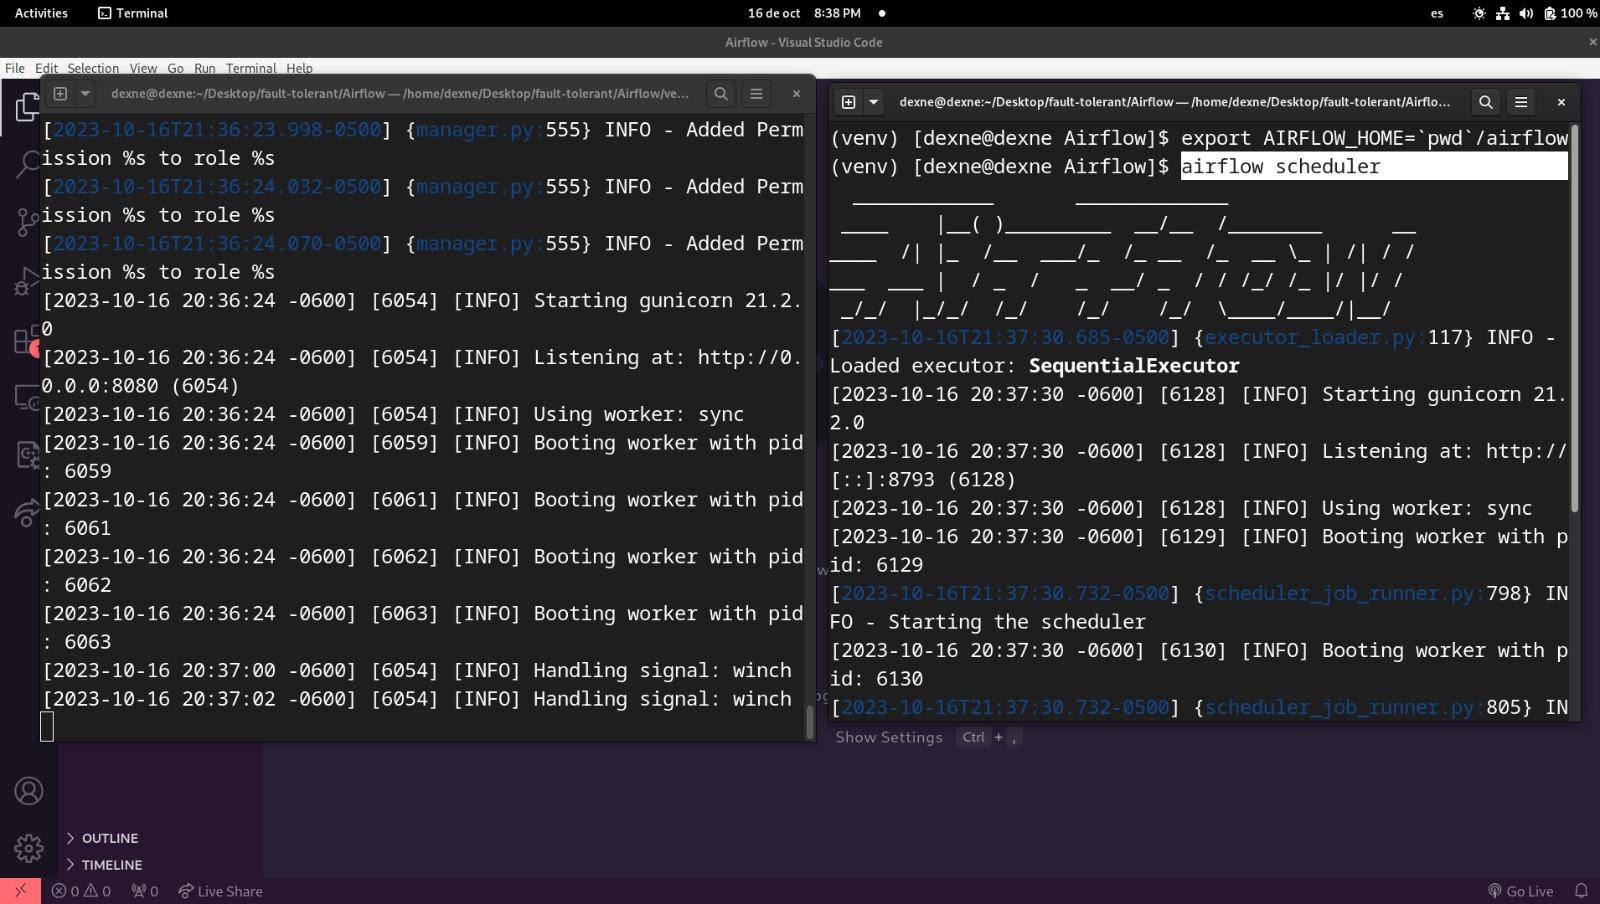 Activities Terminal 16 de oct 8:38 PM es 100 %
Airflow - Visual Studio Code
File Edit Selection View Go Run Terminal Help
dexne@dexne:~/Desktop/fault-tolerant/Airflow — /home/dexne/Desktop/fault-tolerant/Airflow/ve...
[2023-10-16T21:36:23.998-0500] {manager.py:555} INFO - Added Perm
ission %s to role %s
[2023-10-16T21:36:24.032-0500] {manager.py:555} INFO - Added Perm
ission %s to role %s
[2023-10-16T21:36:24.070-0500] {manager.py:555} INFO - Added Perm
ission %s to role %s
[2023-10-16 20:36:24 -0600] [6054] [INFO] Starting gunicorn 21.2.
0
[2023-10-16 20:36:24 -0600] [6054] [INFO] Listening at: http://0.
0.0.0:8080 (6054)
[2023-10-16 20:36:24 -0600] [6054] [INFO] Using worker: sync
[2023-10-16 20:36:24 -0600] [6059] [INFO] Booting worker with pid
: 6059
[2023-10-16 20:36:24 -0600] [6061] [INFO] Booting worker with pid
: 6061
[2023-10-16 20:36:24 -0600] [6062] [INFO] Booting worker with pid
: 6062
[2023-10-16 20:36:24 -0600] [6063] [INFO] Booting worker with pid
: 6063
[2023-10-16 20:37:00 -0600] [6054] [INFO] Handling signal: winch
[2023-10-16 20:37:02 -0600] [6054] [INFO] Handling signal: winch
dexne@dexne:~/Desktop/fault-tolerant/Airflow — /home/dexne/Desktop/fault-tolerant/Airflo...
(venv) [dexne@dexne Airflow]$ export AIRFLOW_HOME=`pwd`/airflow
(venv) [dexne@dexne Airflow]$ airflow scheduler
[2023-10-16T21:37:30.685-0500] {executor_loader.py:117} INFO -
Loaded executor: SequentialExecutor
[2023-10-16 20:37:30 -0600] [6128] [INFO] Starting gunicorn 21.
2.0
[2023-10-16 20:37:30 -0600] [6128] [INFO] Listening at: http://
[::]:8793 (6128)
[2023-10-16 20:37:30 -0600] [6128] [INFO] Using worker: sync
[2023-10-16 20:37:30 -0600] [6129] [INFO] Booting worker with p
id: 6129
[2023-10-16T21:37:30.732-0500] {scheduler_job_runner.py:798} IN
FO - Starting the scheduler
[2023-10-16 20:37:30 -0600] [6130] [INFO] Booting worker with p
id: 6130
[2023-10-16T21:37:30.732-0500] {scheduler_job_runner.py:805} IN
Show Settings Ctrl + ,
OUTLINE
TIMELINE
0 0 0 Live Share Go Live